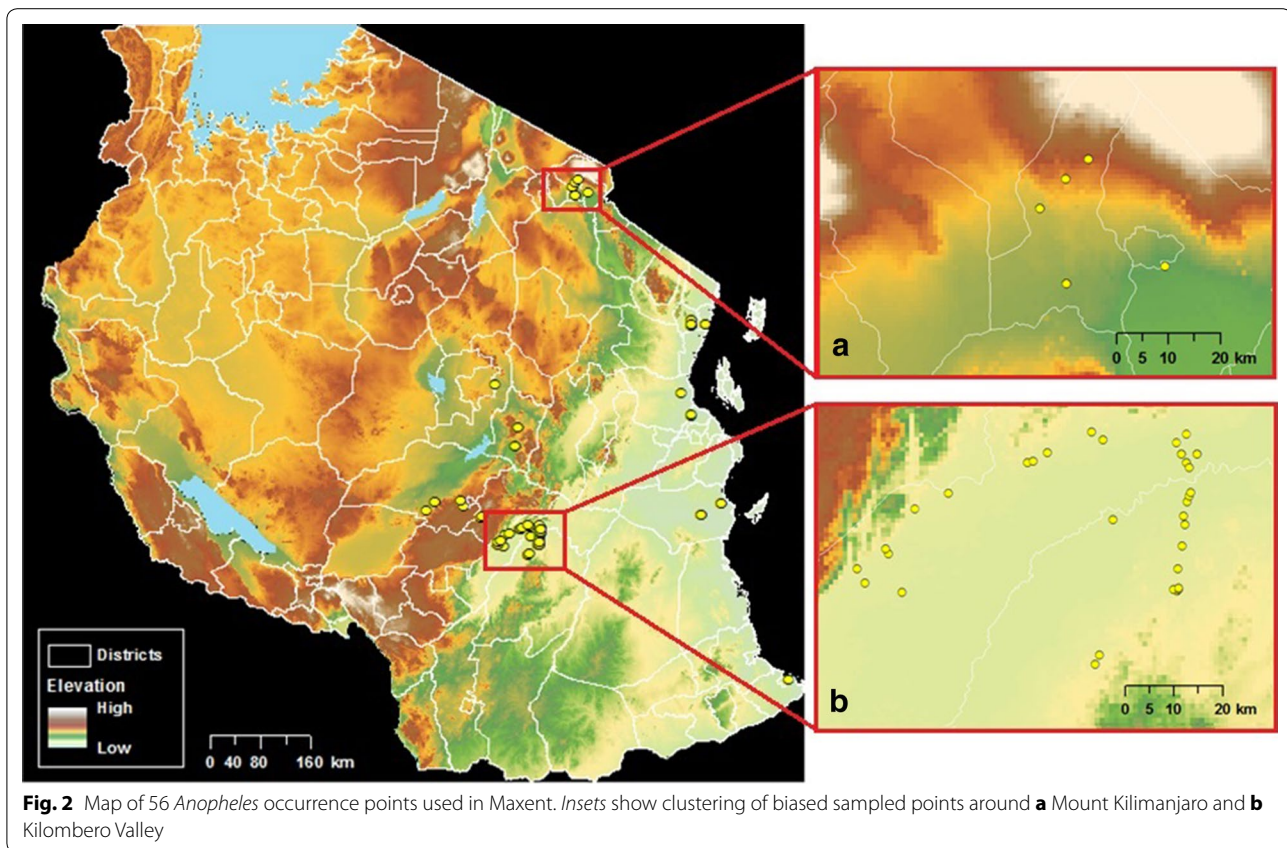 a
0 5 10 20 km
b
0 5 10 20 km
Districts
Elevation
High
Low
0 40 80 160 km
Fig. 2 Map of 56 Anopheles occurrence points used in Maxent. Insets show clustering of biased sampled points around a Mount Kilimanjaro and b
Kilombero Valley